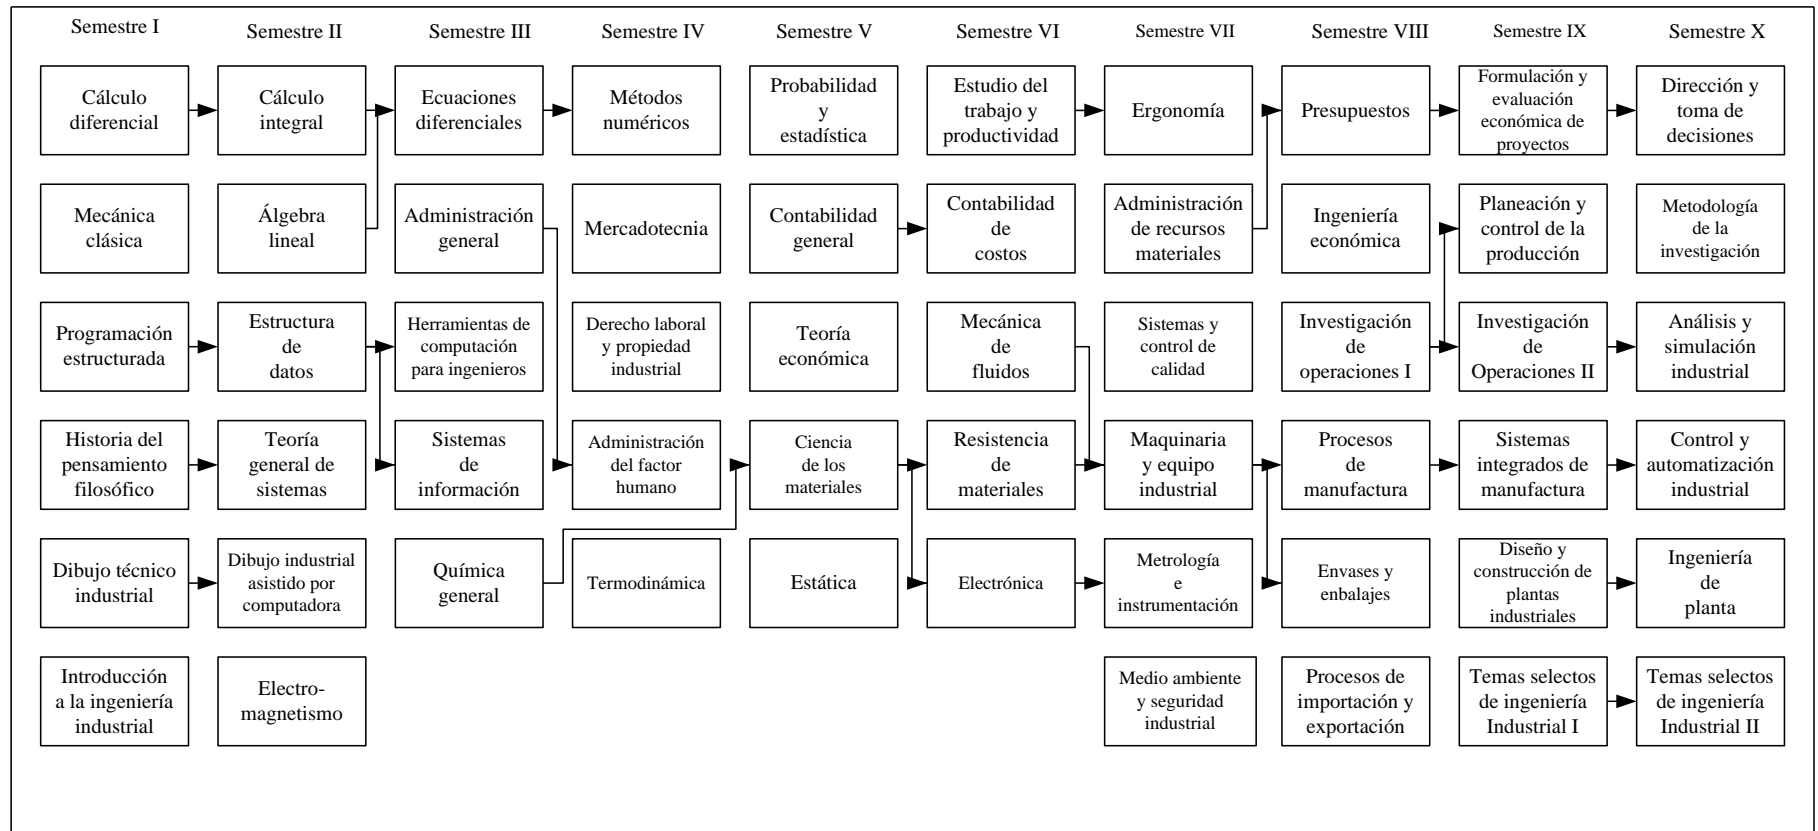 Semestre I
Semestre II
Semestre III
Semestre IV
Semestre V
Semestre VI
Semestre VII
Semestre VIII
Semestre IX
Semestre X
Cálculo
diferencial
Cálculo
integral
Ecuaciones
diferenciales
Métodos
numéricos
Probabilidad
y
estadística
Estudio del
trabajo y
productividad
Ergonomía
Presupuestos
Formulación y
evaluación
económica de
proyectos
Dirección y
toma de
decisiones
Mecánica
clásica
Álgebra
lineal
Administración
general
Mercadotecnia
Contabilidad
general
Contabilidad
de
costos
Administración
de recursos
materiales
Ingeniería
económica
Planeación y
control de la
producción
Metodología
de la
investigación
Programación
estructurada
Estructura
de
datos
Herramientas de
computación
para ingenieros
Derecho laboral
y propiedad
industrial
Teoría
económica
Mecánica
de
fluidos
Sistemas y
control de
calidad
Investigación
de
operaciones I
Investigación
de
Operaciones II
Análisis y
simulación
industrial
Historia del
pensamiento
filosófico
Teoría
general de
sistemas
Sistemas
de
información
Administración
del factor
humano
Ciencia
de los
materiales
Resistencia
de
materiales
Maquinaria
y equipo
industrial
Procesos
de
manufactura
Sistemas
integrados de
manufactura
Control y
automatización
industrial
Dibujo técnico
industrial
Dibujo industrial
asistido por
computadora
Química
general
Termodinámica
Estática
Electrónica
Metrología
e
instrumentación
Envases y
enbalajes
Diseño y
construcción de
plantas
industriales
Ingeniería
de
planta
Introducción
a la ingeniería
industrial
Electro-
magnetismo
Medio ambiente
y seguridad
industrial
Procesos de
importación y
exportación
Temas selectos
de ingeniería
Industrial I
Temas selectos
de ingeniería
Industrial II